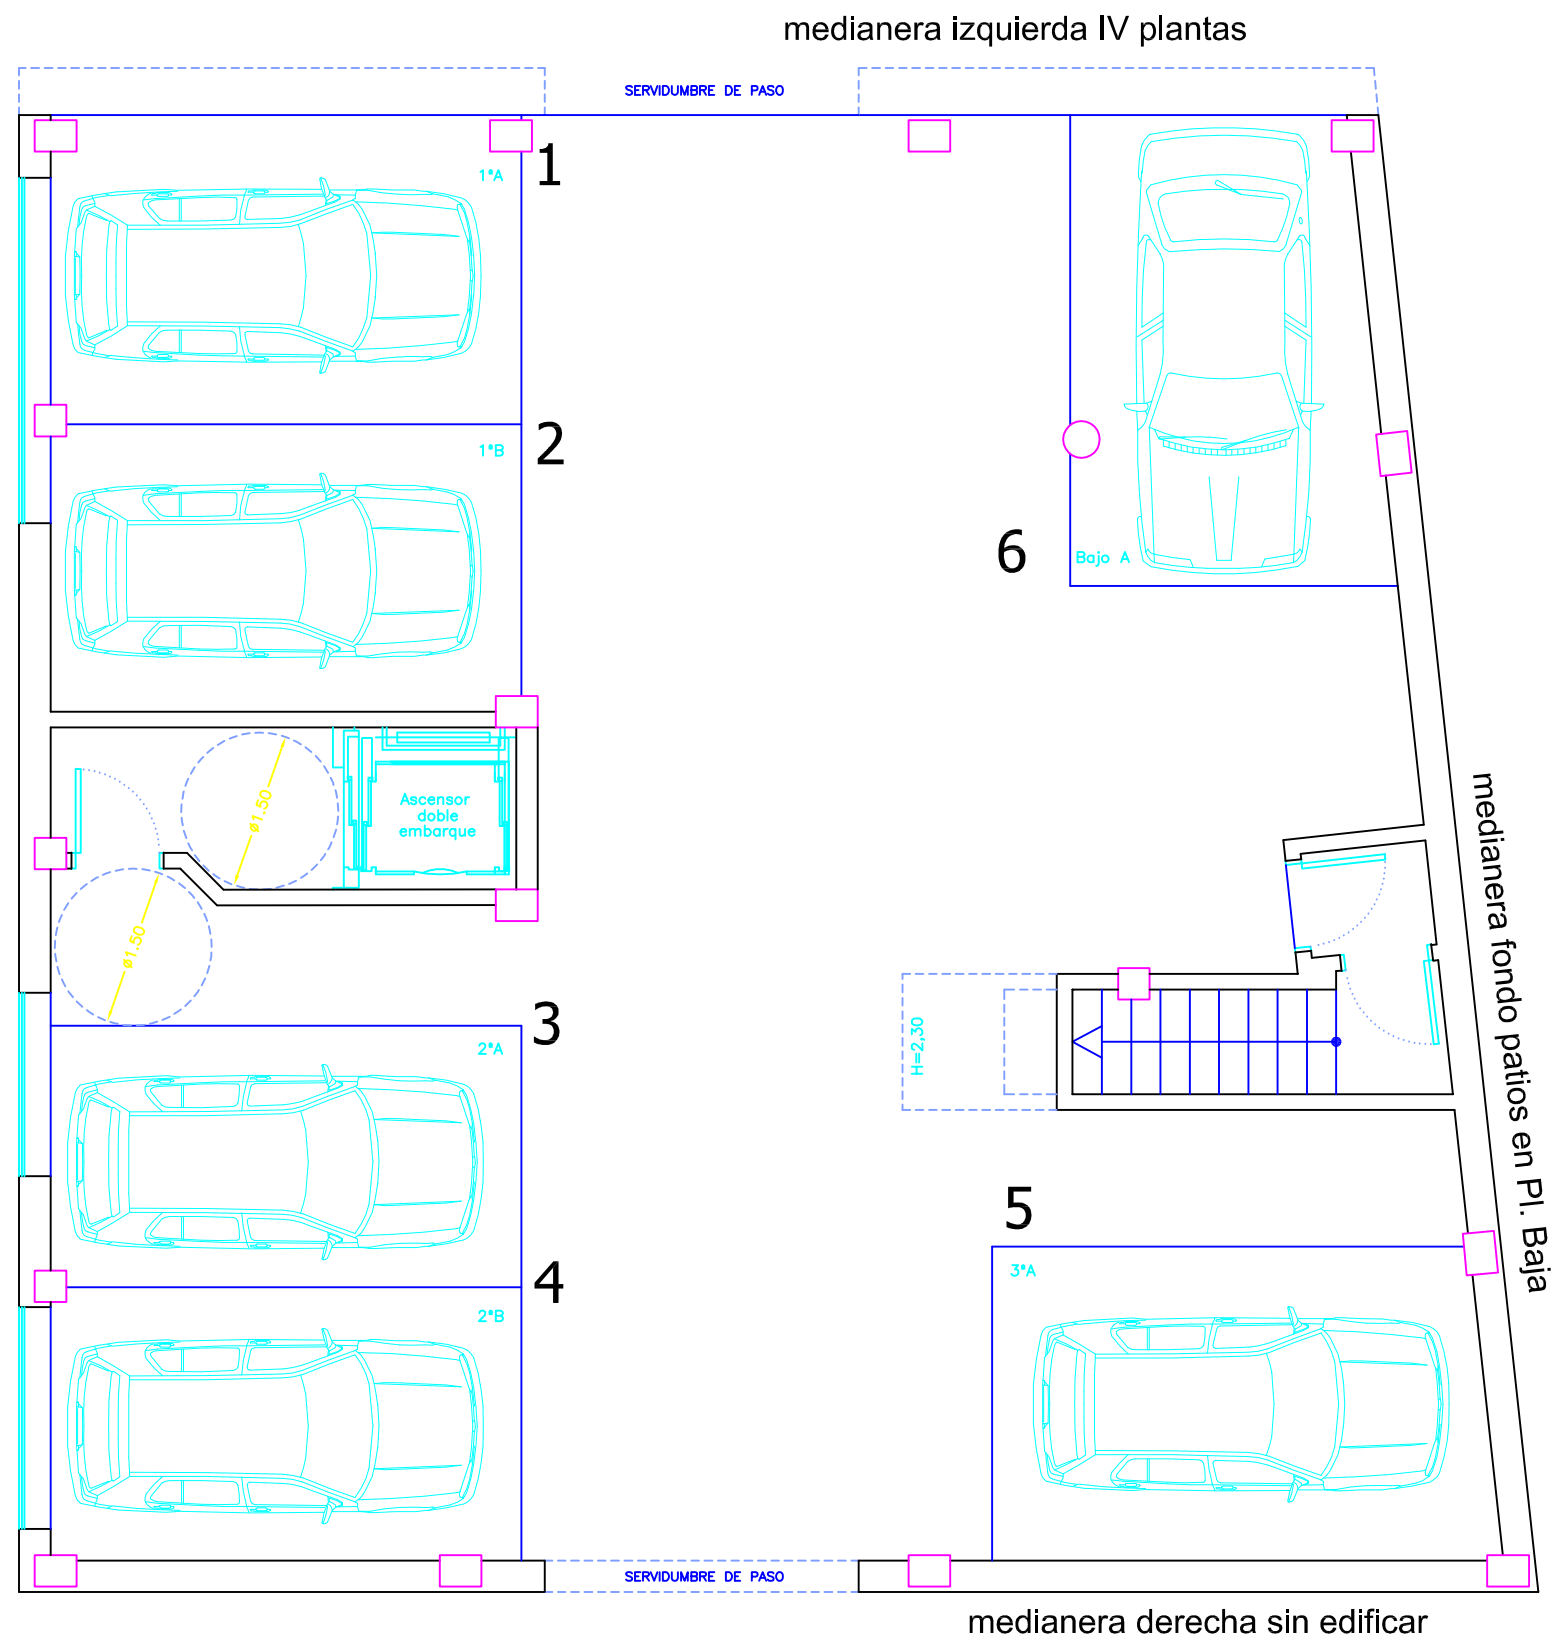 medianera izquierda IV plantas
SERVIDUMBRE DE PASO
1
1ºA
2
1ºB
6
Bajo A
Ascensor
doble
embarque
ø1.50
ø1.50
medianera fondo patios en Pl. Baja
3
2ºA
H=2,30
5
3ºA
4
2ºB
SERVIDUMBRE DE PASO
medianera derecha sin edificar